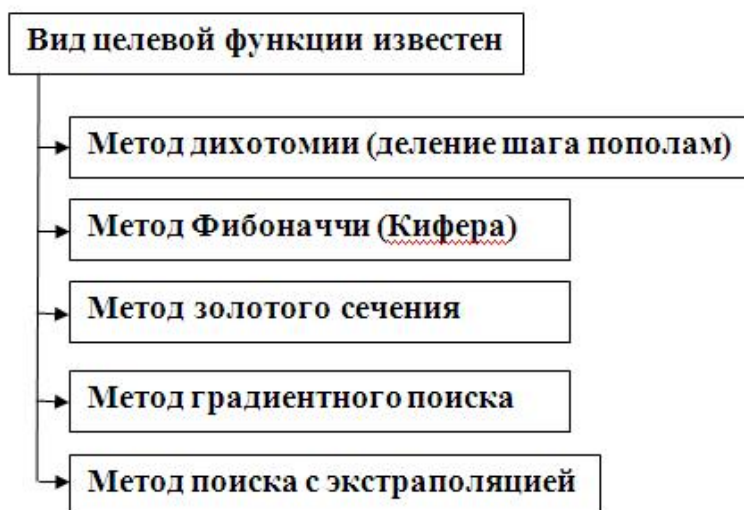 Вид целевой функции известен
Метод дихотомии (деление шага пополам)
Метод Фибоначчи (Кифера)
Метод золотого сечения
Метод градиентного поиска
Метод поиска с экстраполяцией